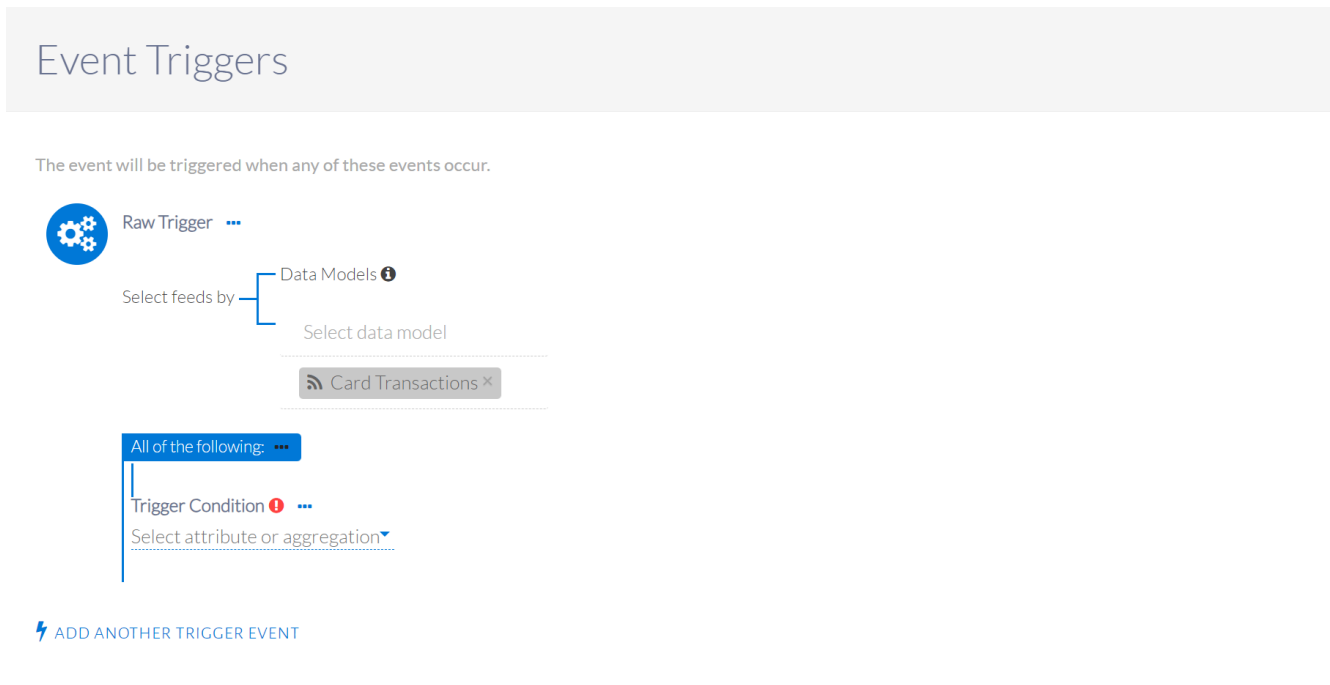 Event Triggers
The event will be triggered when any of these events occur.
Raw Trigger
Data Models
Select feeds by
Select data model
Card Transactions
All of the following:
Trigger Condition
Select attribute or aggregation
ADD ANOTHER TRIGGER EVENT